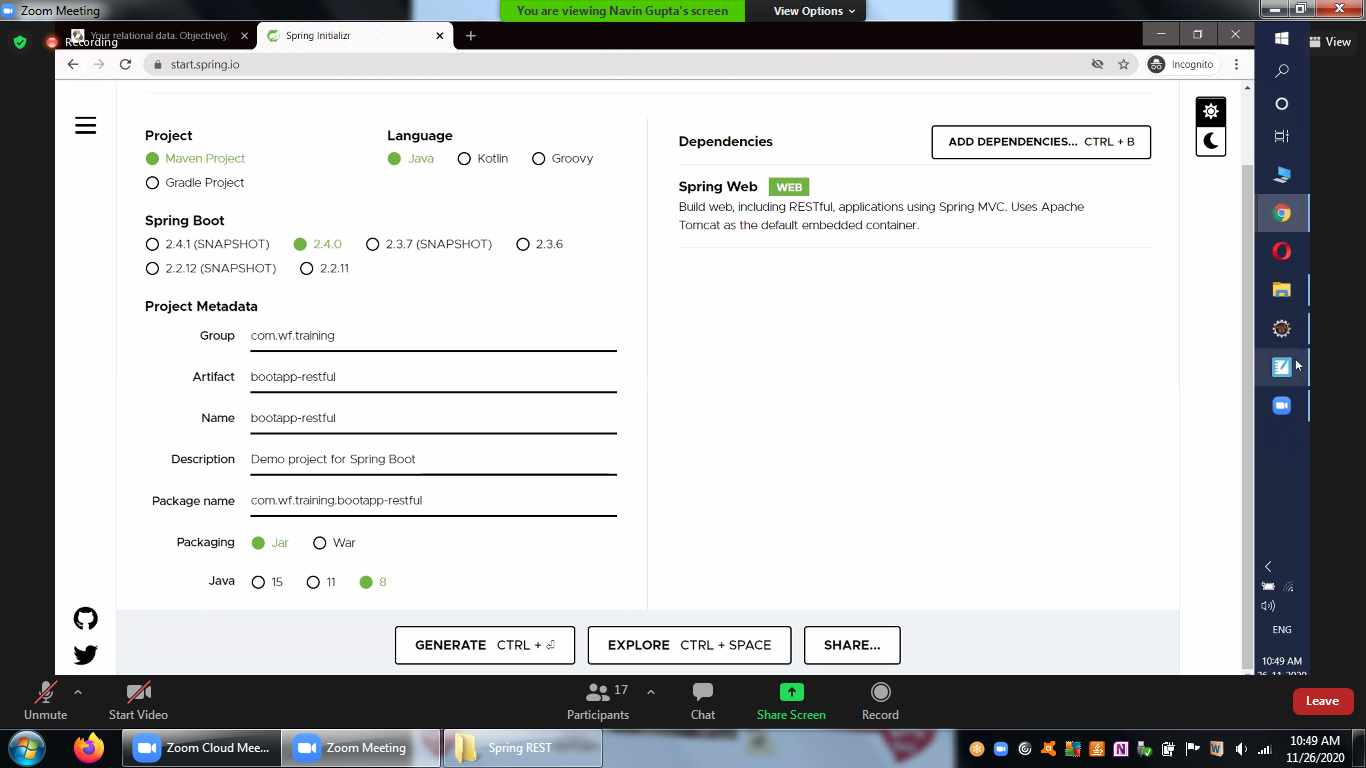 Zoom Meeting
You are viewing Navin Gupta's screen
View Options
Recording
Your relational data. Objectively.
Spring Initializr
View
start.spring.io
Incognito
Project
Maven Project
Gradle Project
Language
Java
Kotlin
Groovy
Spring Boot
2.4.1 (SNAPSHOT)
2.4.0
2.3.7 (SNAPSHOT)
2.3.6
2.2.12 (SNAPSHOT)
2.2.11
Project Metadata
Group
com.wf.training
Artifact
bootapp-restful
Name
bootapp-restful
Description
Demo project for Spring Boot
Package name
com.wf.training.bootapp-restful
Packaging
Jar
War
Java
15
11
8
Dependencies
ADD DEPENDENCIES... CTRL + B
Spring Web WEB
Build web, including RESTful, applications using Spring MVC. Uses Apache
Tomcat as the default embedded container.
GENERATE CTRL + ⏎
EXPLORE CTRL + SPACE
SHARE...
ENG
10:49 AM
26-11-2020
Unmute
Start Video
17
Participants
Chat
Share Screen
Record
Leave
Zoom Cloud Mee...
Zoom Meeting
Spring REST
10:49 AM
11/26/2020